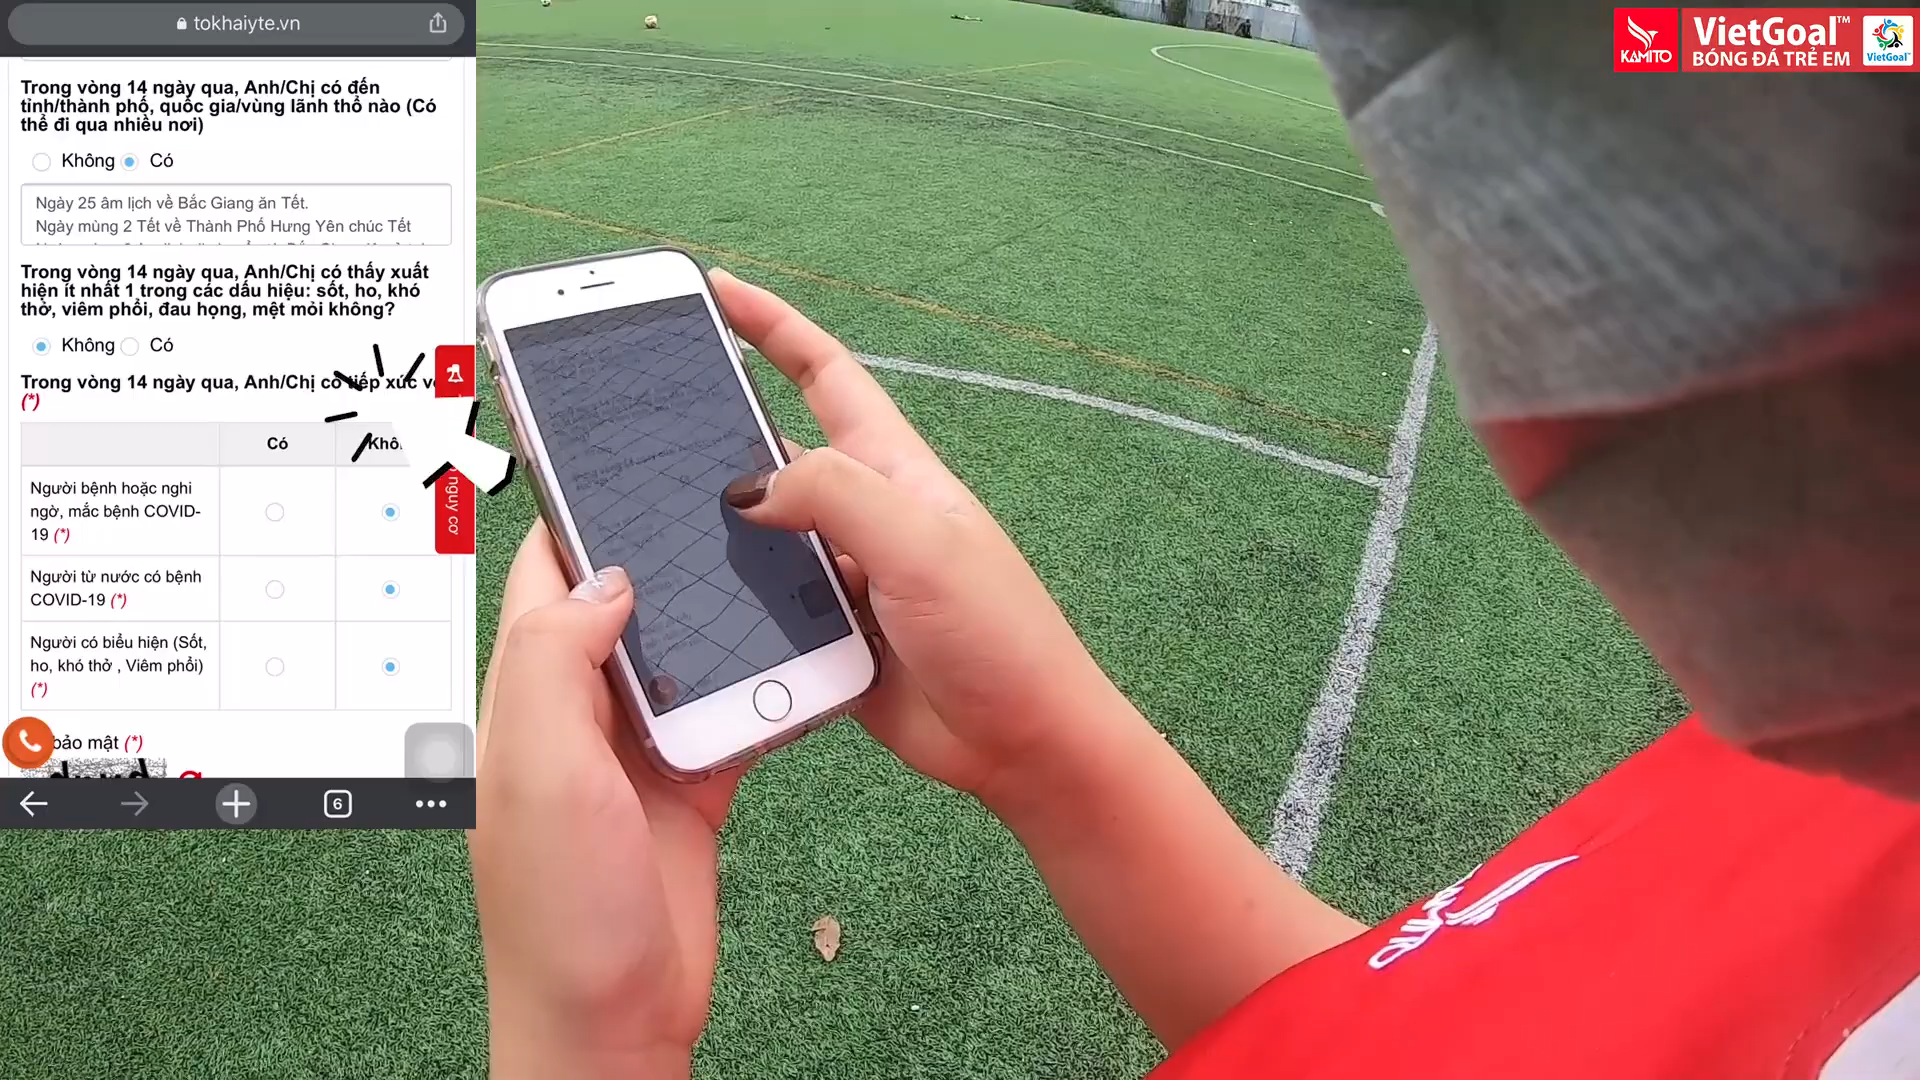 tokhaiyte.vn
Trong vòng 14 ngày qua, Anh/Chị có đến
tỉnh/thành phố, quốc gia/vùng lãnh thổ nào (Có
thể đi qua nhiều nơi)
Không Có
Ngày 25 âm lịch về Bắc Giang ăn Tết.
Ngày mùng 2 Tết về Thành Phố Hưng Yên chúc Tết
Trong vòng 14 ngày qua, Anh/Chị có thấy xuất
hiện ít nhất 1 trong các dấu hiệu: sốt, ho, khó
thở, viêm phổi, đau họng, mệt mỏi không?
Không Có
Trong vòng 14 ngày qua, Anh/Chị có tiếp xúc
(*)
Có
Người bệnh hoặc nghi
ngờ, mắc bệnh COVID-
19 (*)
Người từ nước có bệnh
COVID-19 (*)
Người có biểu hiện (Sốt,
ho, khó thở , Viêm phổi)
(*)
nguy cơ
bảo mật (*)
6
KAMITO
VietGoal™
BÓNG ĐÁ TRẺ EM
VietGoal